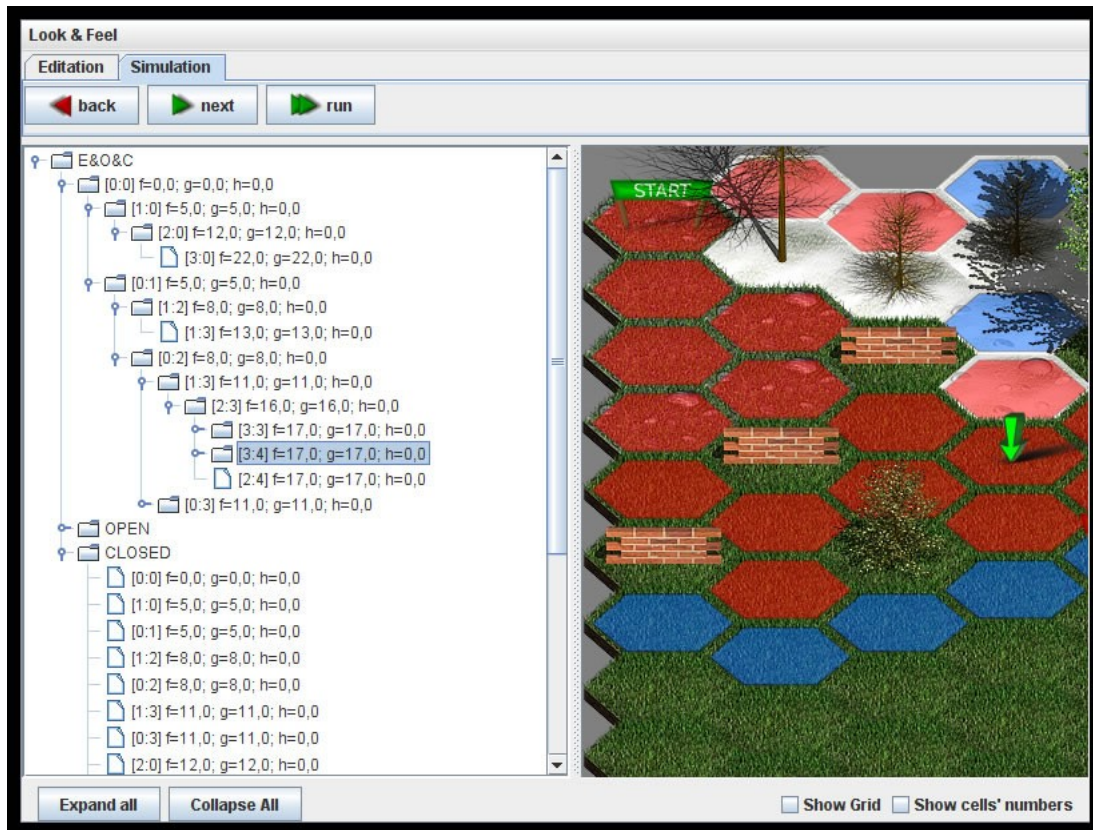 Look & Feel
Editation Simulation
back next run
E&O&C
[0:0] f=0,0; g=0,0; h=0,0
[1:0] f=5,0; g=5,0; h=0,0
[2:0] f=12,0; g=12,0; h=0,0
[3:0] f=22,0; g=22,0; h=0,0
[0:1] f=5,0; g=5,0; h=0,0
[1:2] f=8,0; g=8,0; h=0,0
[1:3] f=13,0; g=13,0; h=0,0
[0:2] f=8,0; g=8,0; h=0,0
[1:3] f=11,0; g=11,0; h=0,0
[2:3] f=16,0; g=16,0; h=0,0
[3:3] f=17,0; g=17,0; h=0,0
[3:4] f=17,0; g=17,0; h=0,0
[2:4] f=17,0; g=17,0; h=0,0
[0:3] f=11,0; g=11,0; h=0,0
OPEN
CLOSED
[0:0] f=0,0; g=0,0; h=0,0
[1:0] f=5,0; g=5,0; h=0,0
[0:1] f=5,0; g=5,0; h=0,0
[1:2] f=8,0; g=8,0; h=0,0
[0:2] f=8,0; g=8,0; h=0,0
[1:3] f=11,0; g=11,0; h=0,0
[0:3] f=11,0; g=11,0; h=0,0
[2:0] f=12,0; g=12,0; h=0,0
START
Expand all Collapse All Show Grid Show cells' numbers